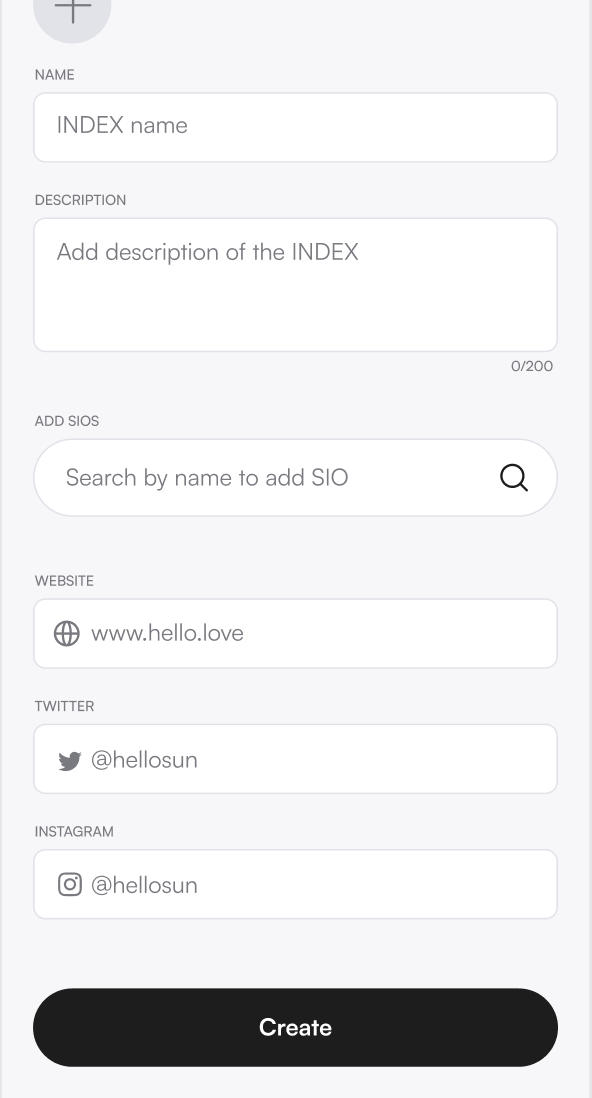 NAME
INDEX name
DESCRIPTION
Add description of the INDEX
0/200
ADD SIOS
Search by name to add SIO
WEBSITE
www.hello.love
TWITTER
@hellosun
INSTAGRAM
@hellosun
Create